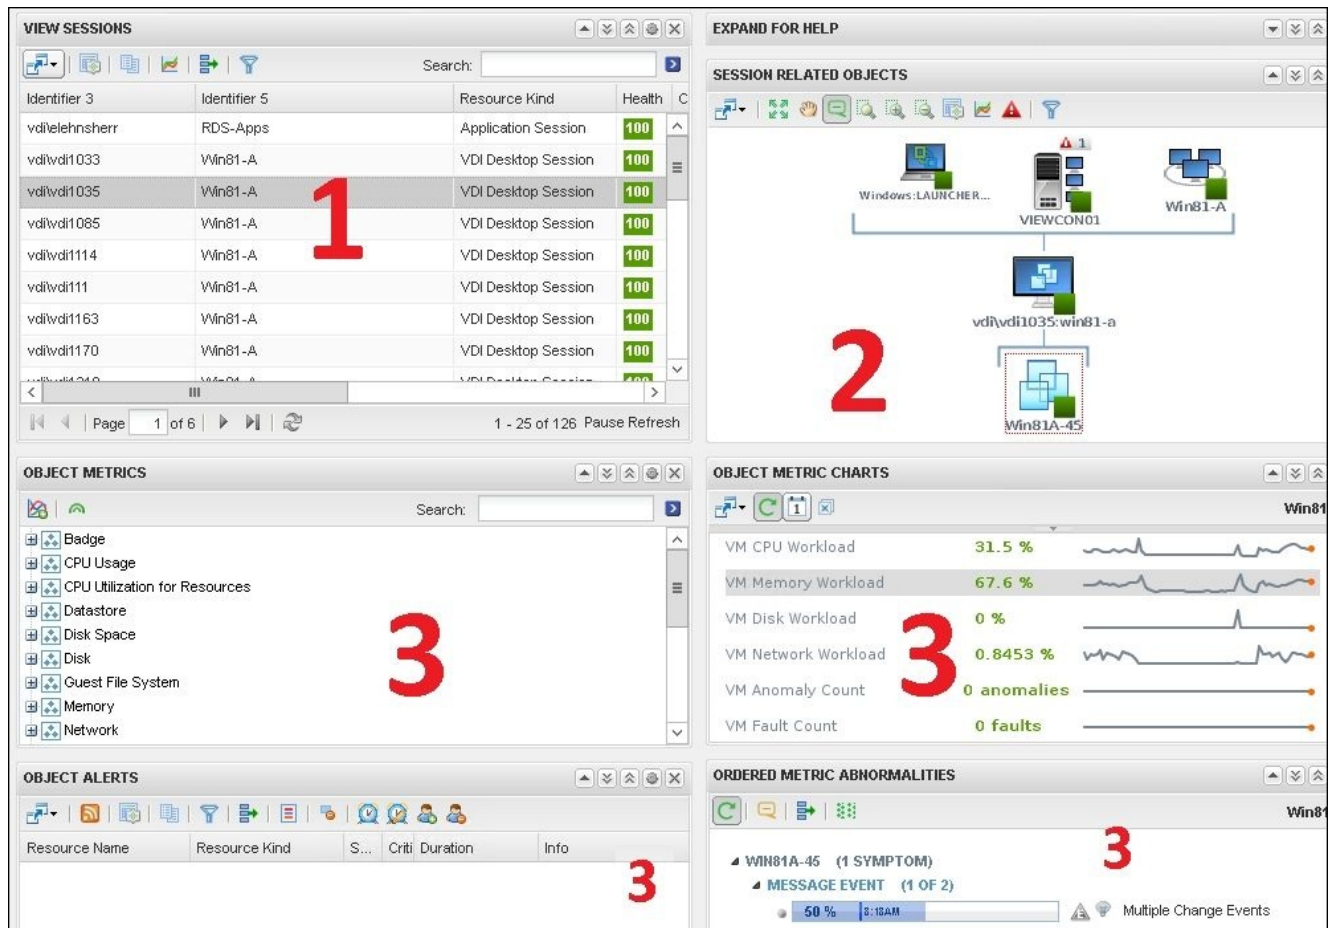 VIEW SESSIONS
Search:
Identifier 3 Identifier 5 Resource Kind Health C
vdi\elehnsherr RDS-Apps Application Session 100
vdi\vdi1033 Win81-A VDI Desktop Session 100
vdi\vdi1035 Win81-A VDI Desktop Session 100
vdi\vdi1085 Win81-A VDI Desktop Session 100
vdi\vdi1114 Win81-A VDI Desktop Session 100
vdi\vdi111 Win81-A VDI Desktop Session 100
vdi\vdi1163 Win81-A VDI Desktop Session 100
vdi\vdi1170 Win81-A VDI Desktop Session 100
1
Page 1 of 6 1 - 25 of 126 Pause Refresh
EXPAND FOR HELP
SESSION RELATED OBJECTS
1
Windows:LAUNCHER...
VIEWCON01
Win81-A
vdi\vdi1035:win81-a
2
Win81A-45
OBJECT METRICS
Search:
Badge
CPU Usage
CPU Utilization for Resources
Datastore
Disk Space
Disk
Guest File System
Memory
Network
3
OBJECT METRIC CHARTS
1 Win81
VM CPU Workload 31.5 %
VM Memory Workload 67.6 %
VM Disk Workload 0 %
VM Network Workload 0.8453 %
VM Anomaly Count 0 anomalies
VM Fault Count 0 faults
3
OBJECT ALERTS
Resource Name Resource Kind S... Criti Duration Info
3
ORDERED METRIC ABNORMALITIES
Win81
3
WIN81A-45 (1 SYMPTOM)
MESSAGE EVENT (1 OF 2)
50 % 8:18AM Multiple Change Events